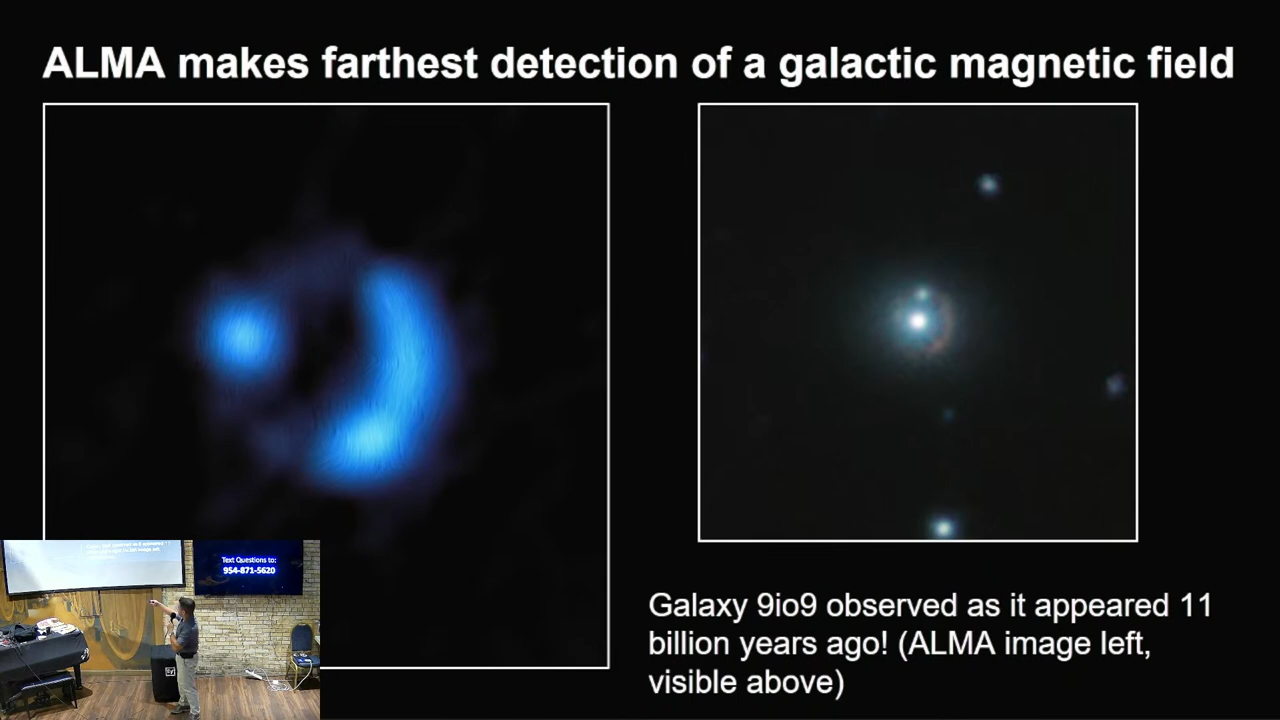 ALMA makes farthest detection of a galactic magnetic field
Galaxy 9io9 observed as it appeared 11
billion years ago! (ALMA image left,
visible above)
Text Questions to:
954-871-5620